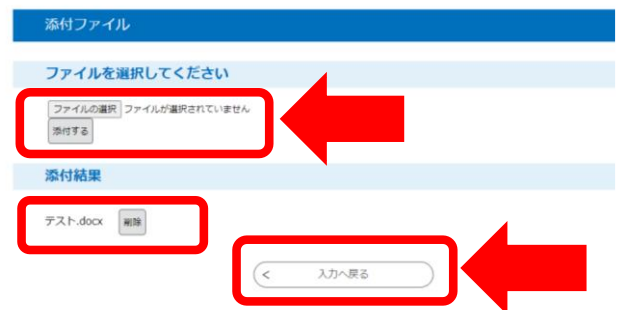 添付ファイル
ファイルを選択してください
ファイルの選択 ファイルが選択されていません
添付する
添付結果
テスト.docx 削除
< 入力へ戻る